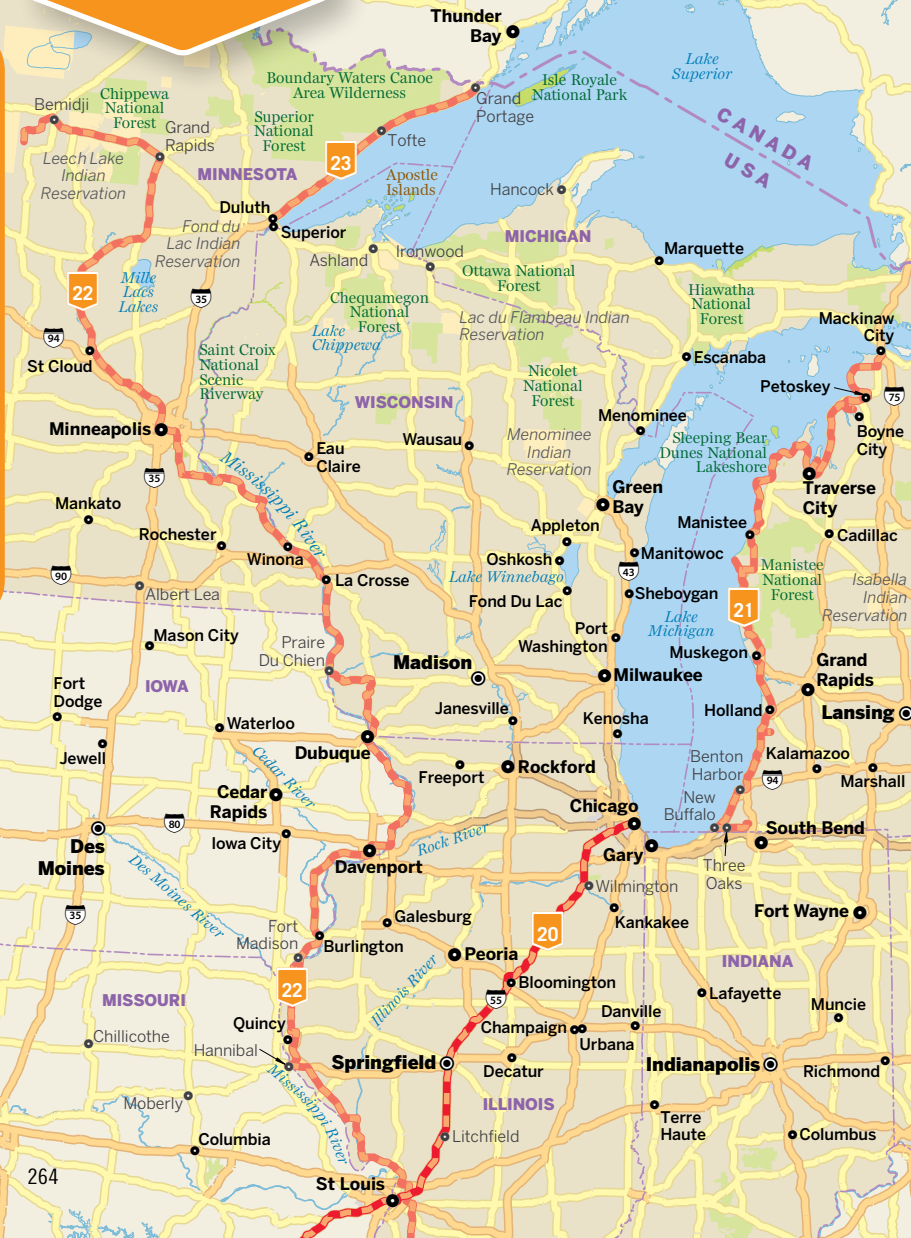 Thunder
Bay
Lake
Superior
Boundary Waters Canoe
Area Wilderness
Isle Royale
National Park
Chippewa
National
Forest
Bemidji
Grand
Portage
Superior
National
Forest
Grand
Rapids
Tofte
CANADA
USA
Leech Lake
Indian
Reservation
MINNESOTA
23
Apostle
Islands
Hancock
Duluth
Superior
Fond du
Lac Indian
Reservation
MICHIGAN
Ashland
Ironwood
Marquette
Ottawa National
Forest
Mille
Lacs
Lakes
22
35
Chequamegon
National
Forest
Hiawatha
National
Forest
Lac du Flambeau Indian
Reservation
Mackinaw
City
94
Lake
Chippewa
St Cloud
Saint Croix
National
Scenic
Riverway
Escanaba
Nicolet
National
Forest
Petoskey
75
WISCONSIN
Menominee
Boyne
City
Minneapolis
Wausau
Menominee
Indian
Reservation
Sleeping Bear
Dunes National
Lakeshore
Eau
Claire
35
Mississippi River
Green
Bay
Traverse
City
Mankato
Appleton
Manistee
Cadillac
Rochester
Winona
Oshkosh
Manitowoc
Lake Winnebago
43
90
La Crosse
Manistee
National
Forest
Isabella
Indian
Reservation
Albert Lea
Fond Du Lac
Sheboygan
21
Mason City
Port
Washington
Lake
Michigan
Praire
Du Chien
Madison
Muskegon
Grand
Rapids
IOWA
Milwaukee
Fort
Dodge
Janesville
Holland
Lansing
Waterloo
Kenosha
Jewell
Dubuque
Benton
Harbor
Kalamazoo
Cedar River
Freeport
Rockford
94
Marshall
Cedar
Rapids
New
Buffalo
Chicago
80
Iowa City
Rock River
South Bend
Des
Moines
Davenport
Gary
Three
Oaks
Des Moines River
Wilmington
35
Galesburg
Kankakee
Fort Wayne
Fort
Madison
20
Burlington
Peoria
INDIANA
22
Illinois River
Bloomington
MISSOURI
55
Lafayette
Danville
Muncie
Quincy
Champaign
Urbana
Chillicothe
Hannibal
Springfield
Decatur
Indianapolis
Richmond
Mississippi River
Moberly
ILLINOIS
Terre
Haute
Litchfield
Columbus
Columbia
264
St Louis